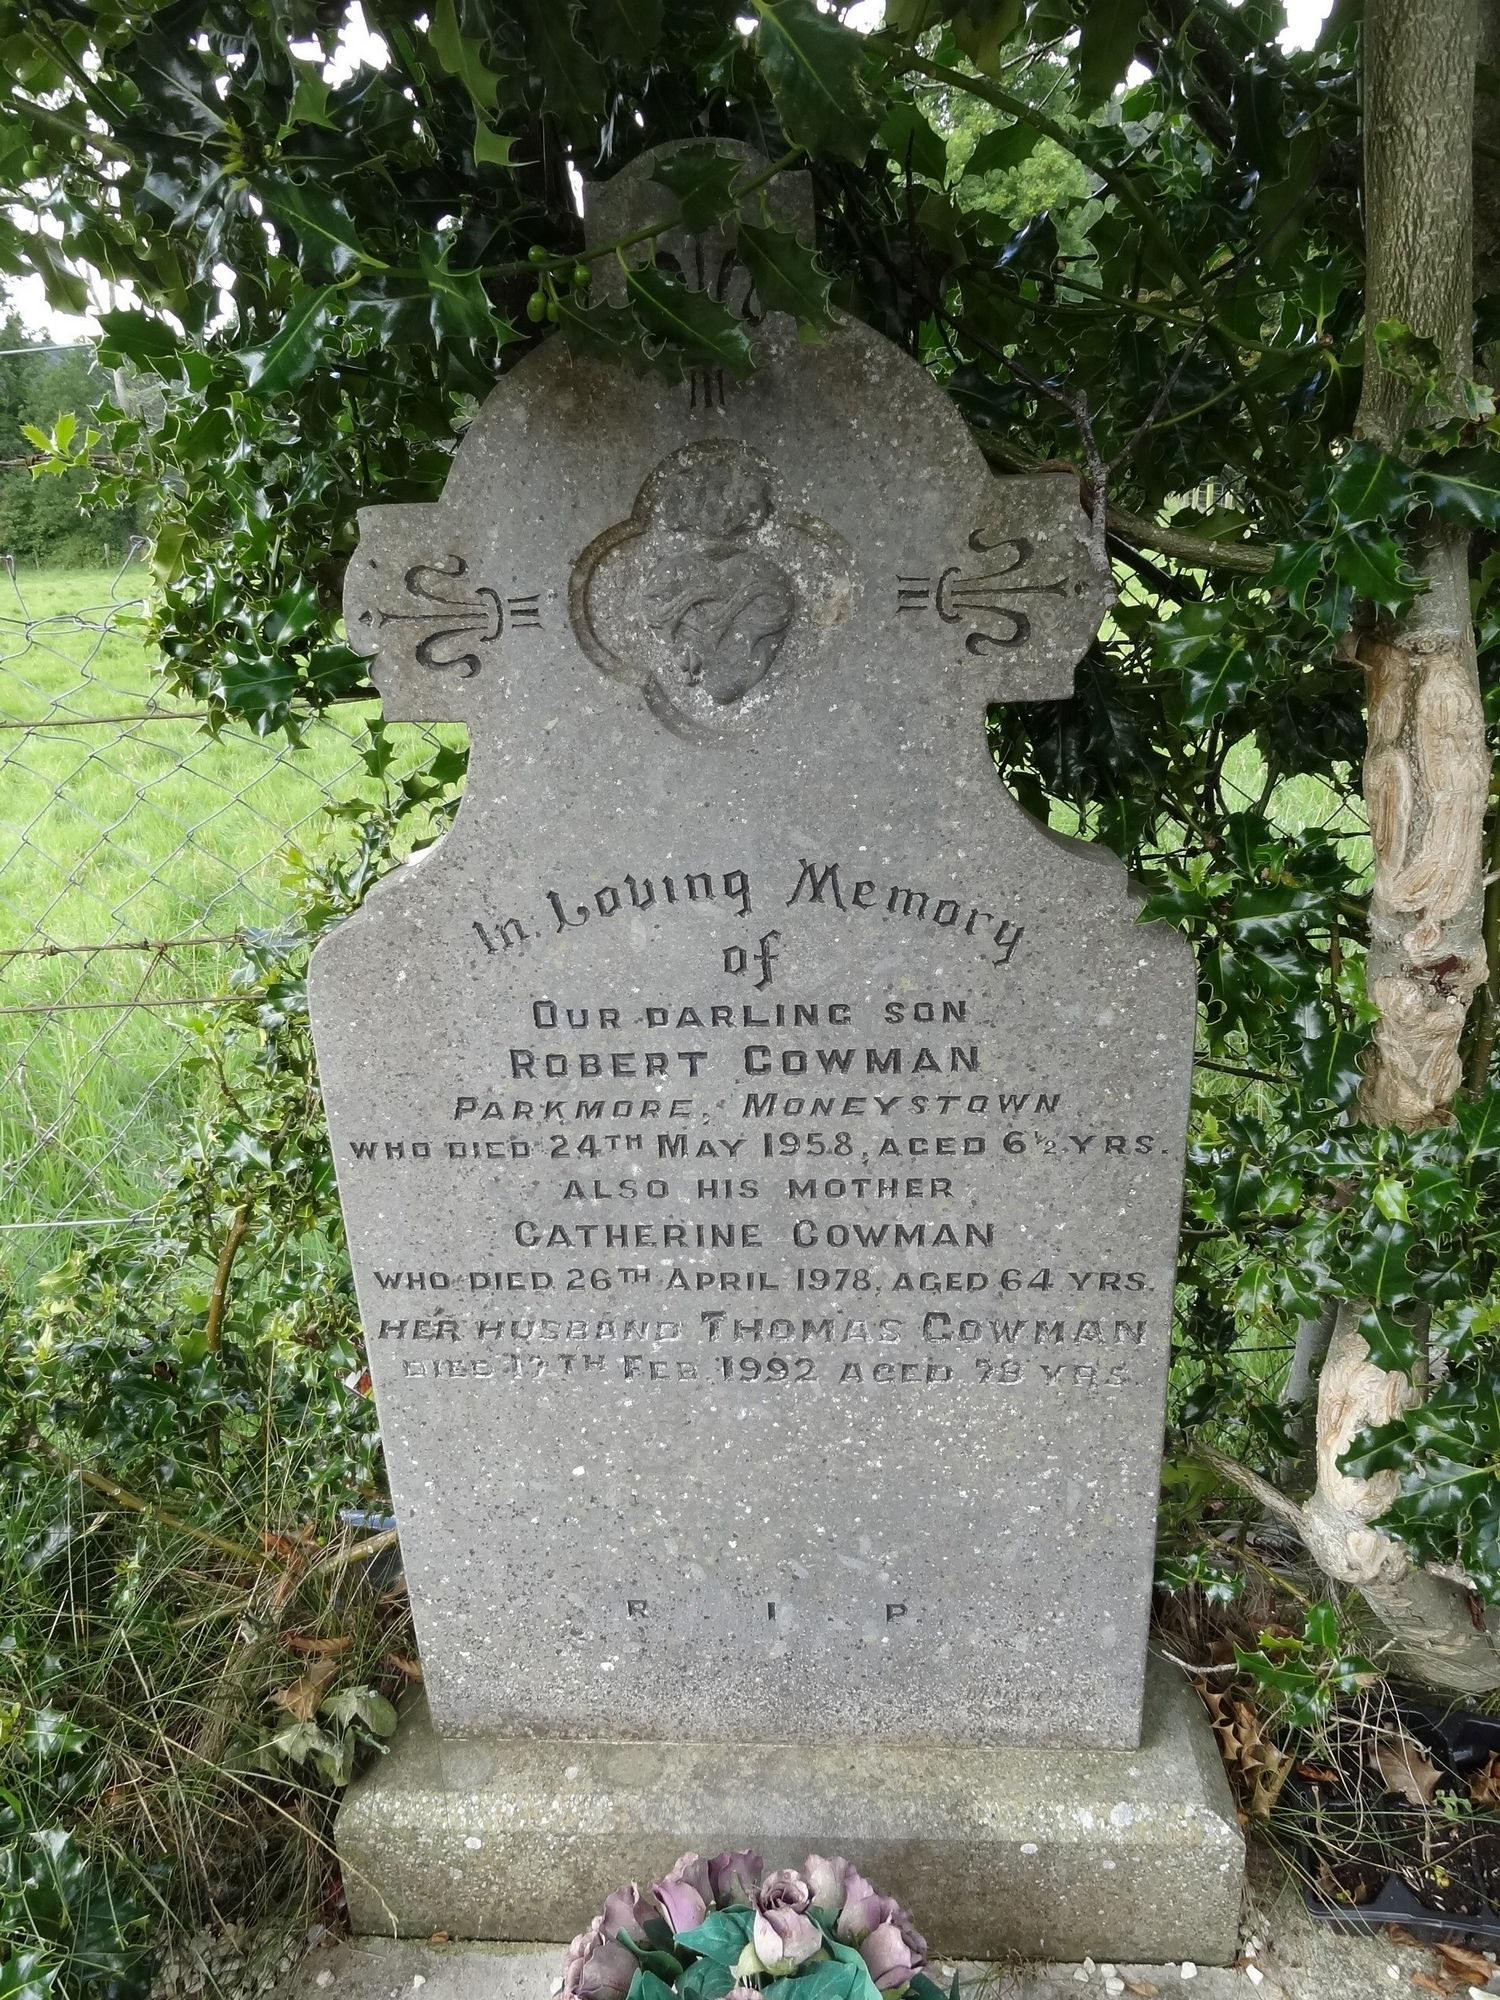 In Loving Memory
of
OUR DARLING SON
ROBERT COWMAN
PARKMORE, MONEYSTOWN
WHO DIED 24TH MAY 1958, AGED 6½ YRS.
ALSO HIS MOTHER
CATHERINE COWMAN
WHO DIED 26TH APRIL 1978, AGED 64 YRS.
HER HUSBAND THOMAS COWMAN
DIED 17TH FEB. 1992 AGED 78 YRS.
R. I. P.